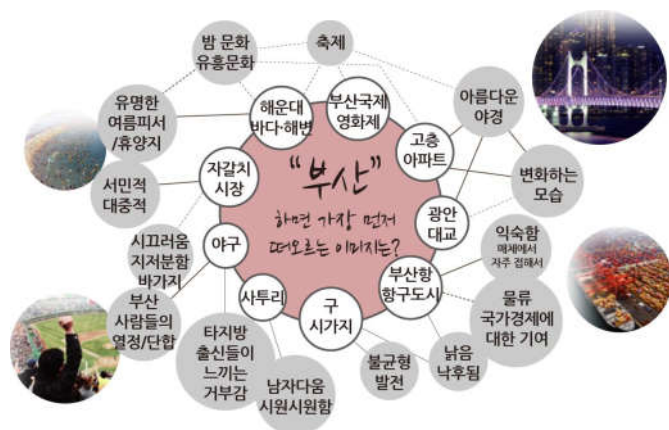 밤 문화
유흥문화
축제
유명한
여름피서
/휴양지
해운대
바다·해변
부산국제
영화제
아름다운
야경
고층
아파트
자갈치
시장
서민적
대중적
"부산"
하면 가장 먼저
떠오르는 이미지는?
변화하는
모습
광안
대교
시끄러움
지저분함
바가지
야구
익숙함
매체에서
자주 접해서
부산항
항구도시
사투리
구
시가지
부산
사람들의
열정/단합
물류
국가경제에
대한 기여
타지방
출신들이
느끼는
거부감
남자다움
시원시원함
불균형
발전
낡음
낙후됨